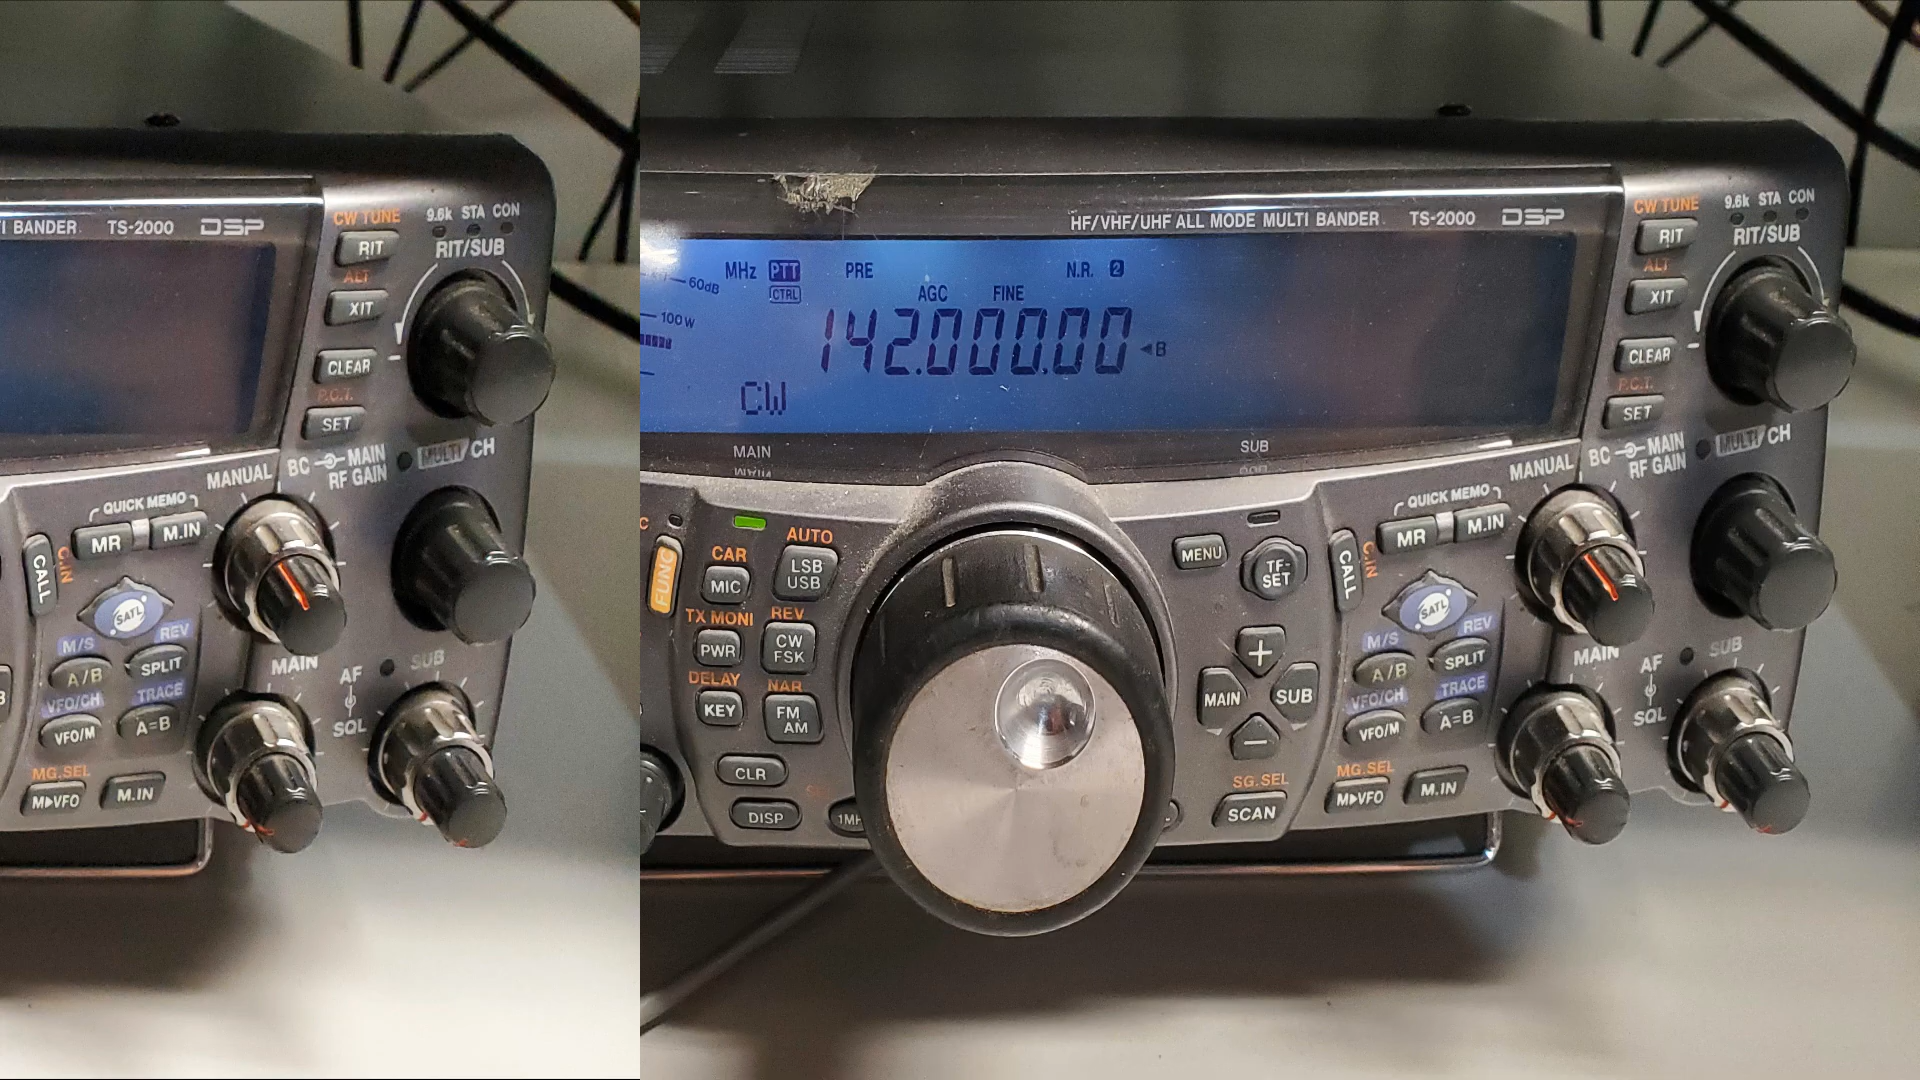 I BANDER TS-2000 DSP
CW TUNE
9.6k STA CON
RIT
RIT/SUB
ALT
XIT
CLEAR
P.C.T.
SET
MULTI CH
MANUAL BC MAIN
RF GAIN
QUICK MEMO
MR M.IN
CALL
C.IN
SATL
M/S REV
A/B SPLIT
VFO/CH TRACE
VFO/M A=B
MAIN SUB
AF
SQL
MG.SEL
M▶VFO M.IN
HF/VHF/UHF ALL MODE MULTI BANDER TS-2000 DSP
MHz PTT PRE N.R. 2
60dB CTRL AGC FINE
100W
142.000.00 ◄B
CW
MAIN SUB
CW TUNE
9.6k STA CON
RIT
RIT/SUB
ALT
XIT
CLEAR
P.C.T.
SET
MULTI CH
MANUAL BC MAIN
RF GAIN
C
FUNC
CAR AUTO
MIC LSB
USB
TX MONI REV
PWR CW
FSK
DELAY NAR
KEY FM
AM
CLR
DISP
MENU TF-
SET
+
MAIN SUB
−
SG.SEL
SCAN
QUICK MEMO
MR M.IN
CALL
C.IN
SATL
M/S REV
A/B SPLIT
VFO/CH TRACE
VFO/M A=B
MAIN SUB
AF
SQL
MG.SEL
M▶VFO M.IN